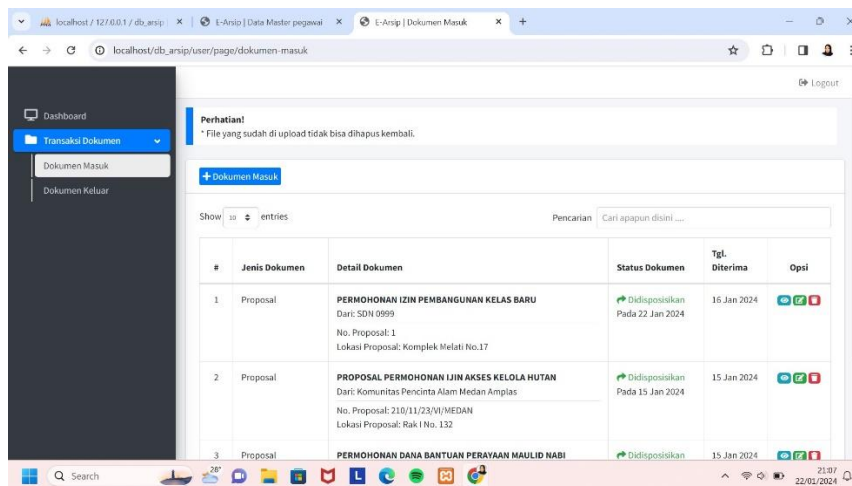 localhost / 127.0.0.1 / db_arsip
E-Arsip | Data Master pegawai
E-Arsip | Dokumen Masuk
localhost/db_arsip/user/page/dokumen-masuk
Logout
Dashboard
Transaksi Dokumen
Dokumen Masuk
Dokumen Keluar
Perhatian!
* File yang sudah di upload tidak bisa dihapus kembali.
+ Dokumen Masuk
Show 10 entries
Pencarian Cari apapun disini ....
# Jenis Dokumen Detail Dokumen Status Dokumen Tgl. Diterima Opsi
1 Proposal PERMOHONAN IZIN PEMBANGUNAN KELAS BARU Didisposisikan 16 Jan 2024
Dari: SDN 0999 Pada 22 Jan 2024
No. Proposal: 1
Lokasi Proposal: Komplek Melati No.17
2 Proposal PROPOSAL PERMOHONAN IJIN AKSES KELOLA HUTAN Didisposisikan 15 Jan 2024
Dari: Komunitas Pencinta Alam Medan Amplas Pada 15 Jan 2024
No. Proposal: 210/11/23/VI/MEDAN
Lokasi Proposal: Rak I No. 132
3 Proposal PERMOHONAN DANA BANTUAN PERAYAAN MAULID NABI Didisposisikan 15 Jan 2024
Search
28°
21:07
22/01/2024